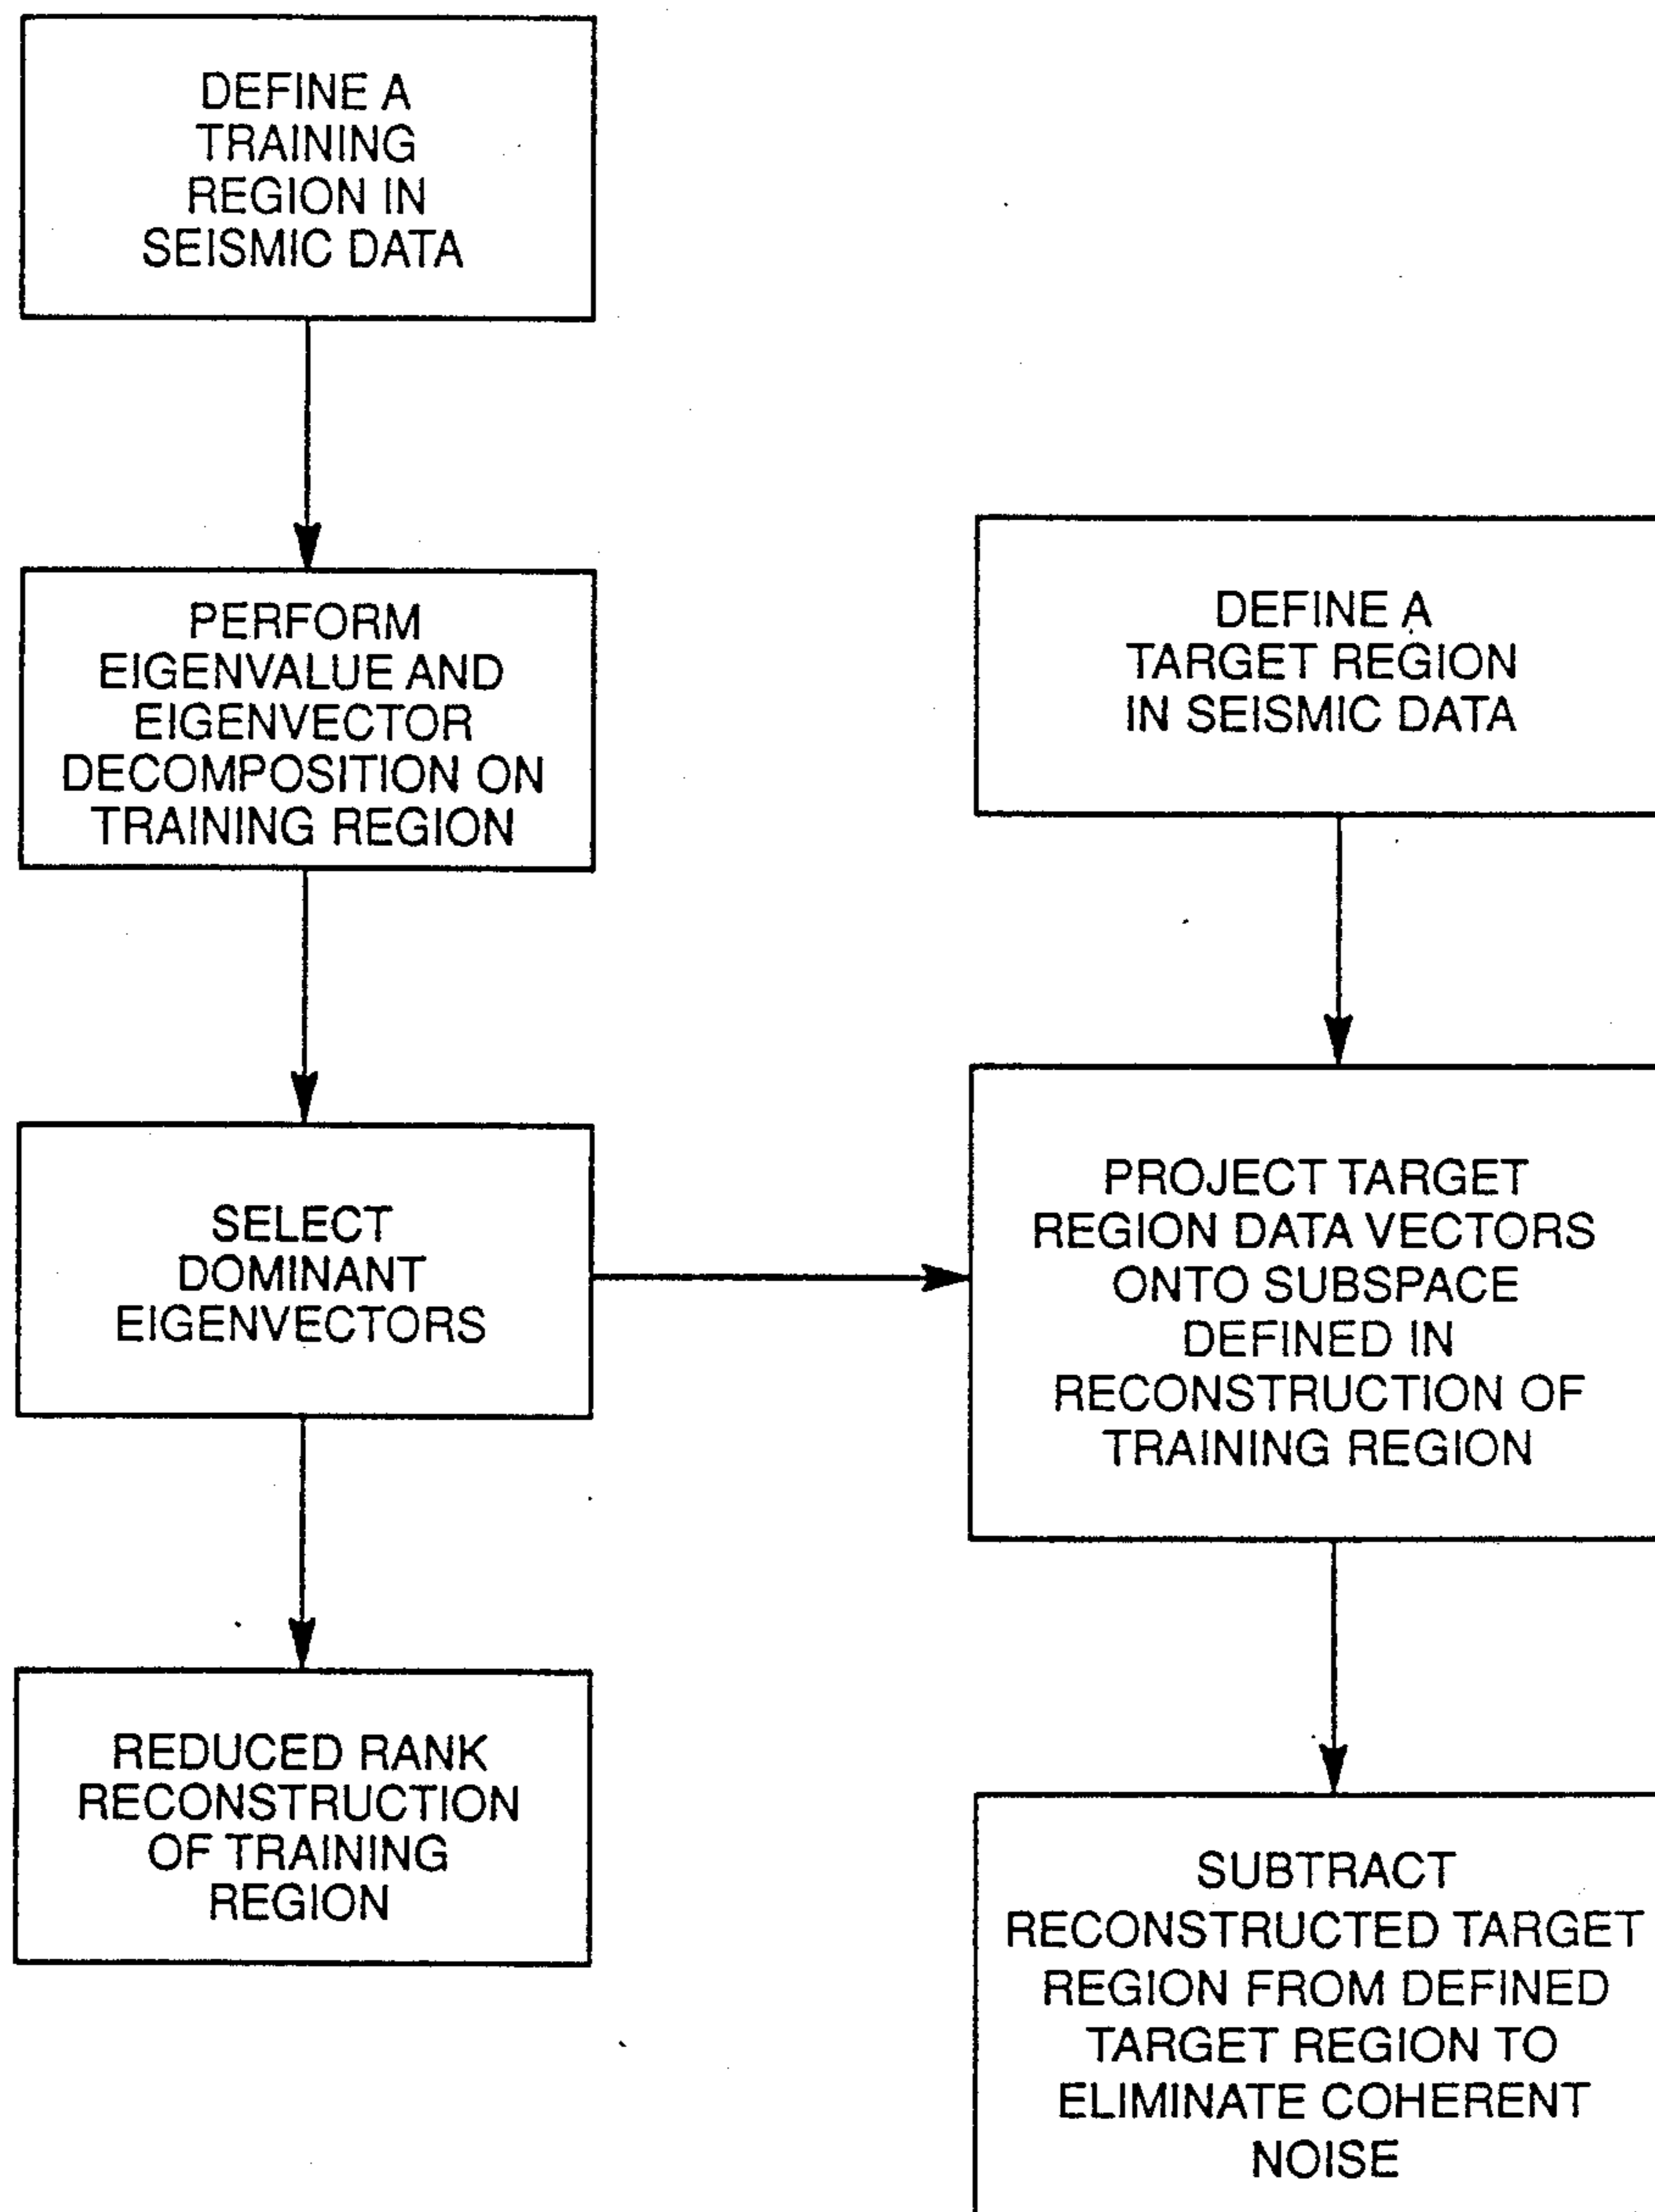 DEFINE A
TRAINING
REGION IN
SEISMIC DATA
PERFORM
EIGENVALUE AND
EIGENVECTOR
DECOMPOSITION ON
TRAINING REGION
SELECT
DOMINANT
EIGENVECTORS
REDUCED RANK
RECONSTRUCTION
OF TRAINING
REGION
DEFINE A
TARGET REGION
IN SEISMIC DATA
PROJECT TARGET
REGION DATA VECTORS
ONTO SUBSPACE
DEFINED IN
RECONSTRUCTION OF
TRAINING REGION
SUBTRACT
RECONSTRUCTED TARGET
REGION FROM DEFINED
TARGET REGION TO
ELIMINATE COHERENT
NOISE